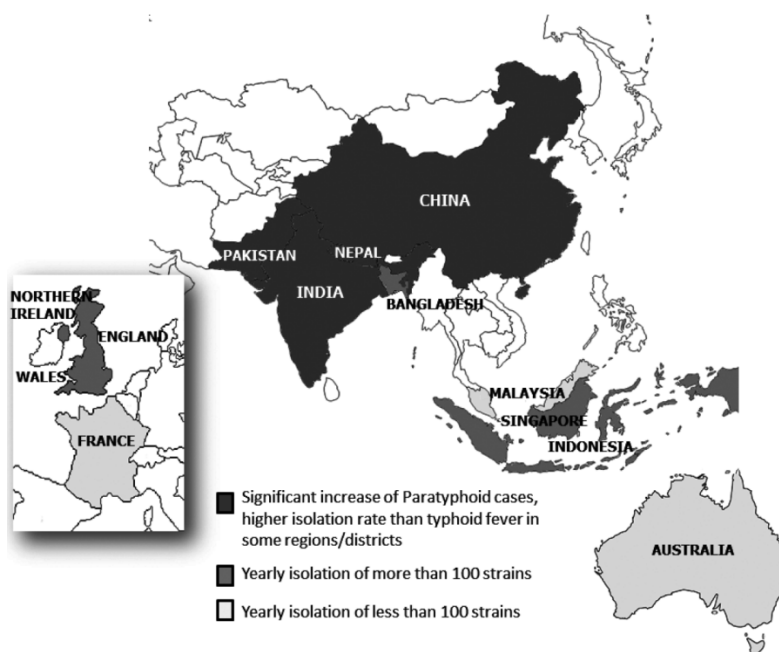 CHINA
PAKISTAN
NEPAL
INDIA
BANGLADESH
NORTHERN
IRELAND
ENGLAND
WALES
FRANCE
MALAYSIA
SINGAPORE
INDONESIA
AUSTRALIA
Significant increase of Paratyphoid cases,
higher isolation rate than typhoid fever in
some regions/districts
Yearly isolation of more than 100 strains
Yearly isolation of less than 100 strains